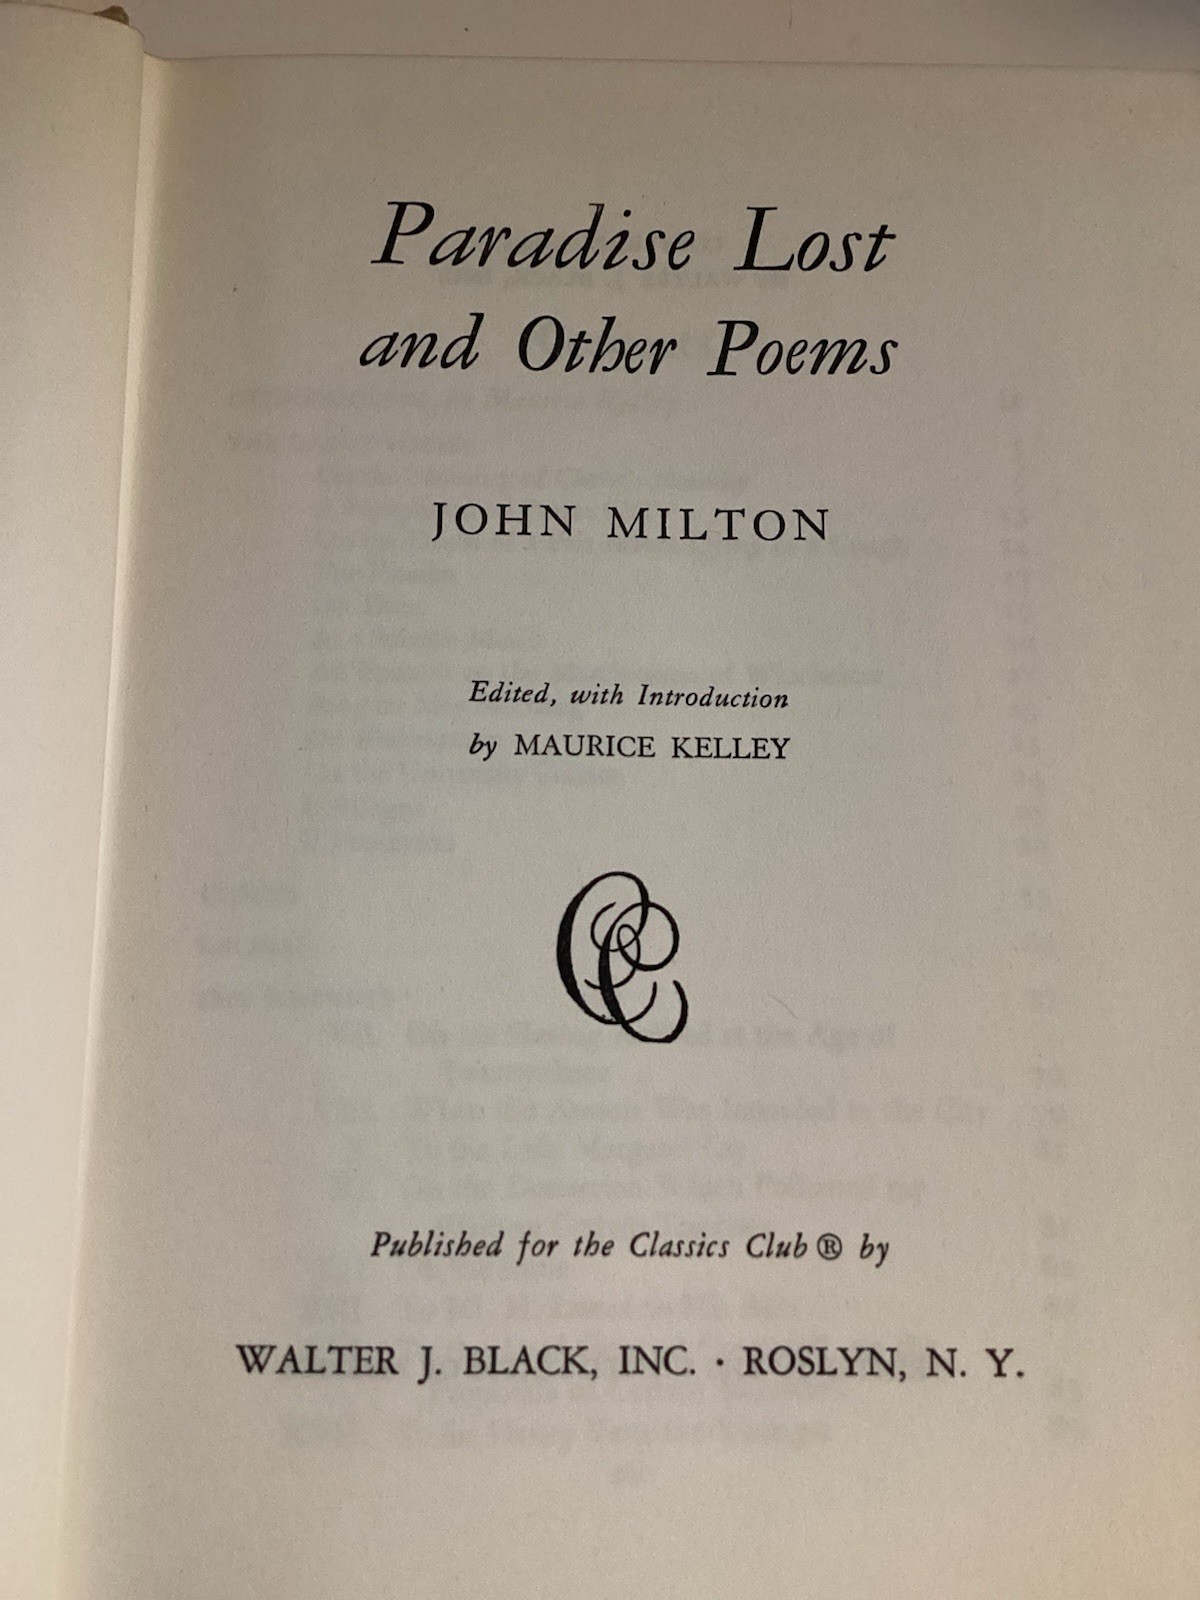 Paradise Lost
and Other Poems
JOHN MILTON
Edited, with Introduction
by MAURICE KELLEY
CC
Published for the Classics Club ® by
WALTER J. BLACK, INC. · ROSLYN, N. Y.